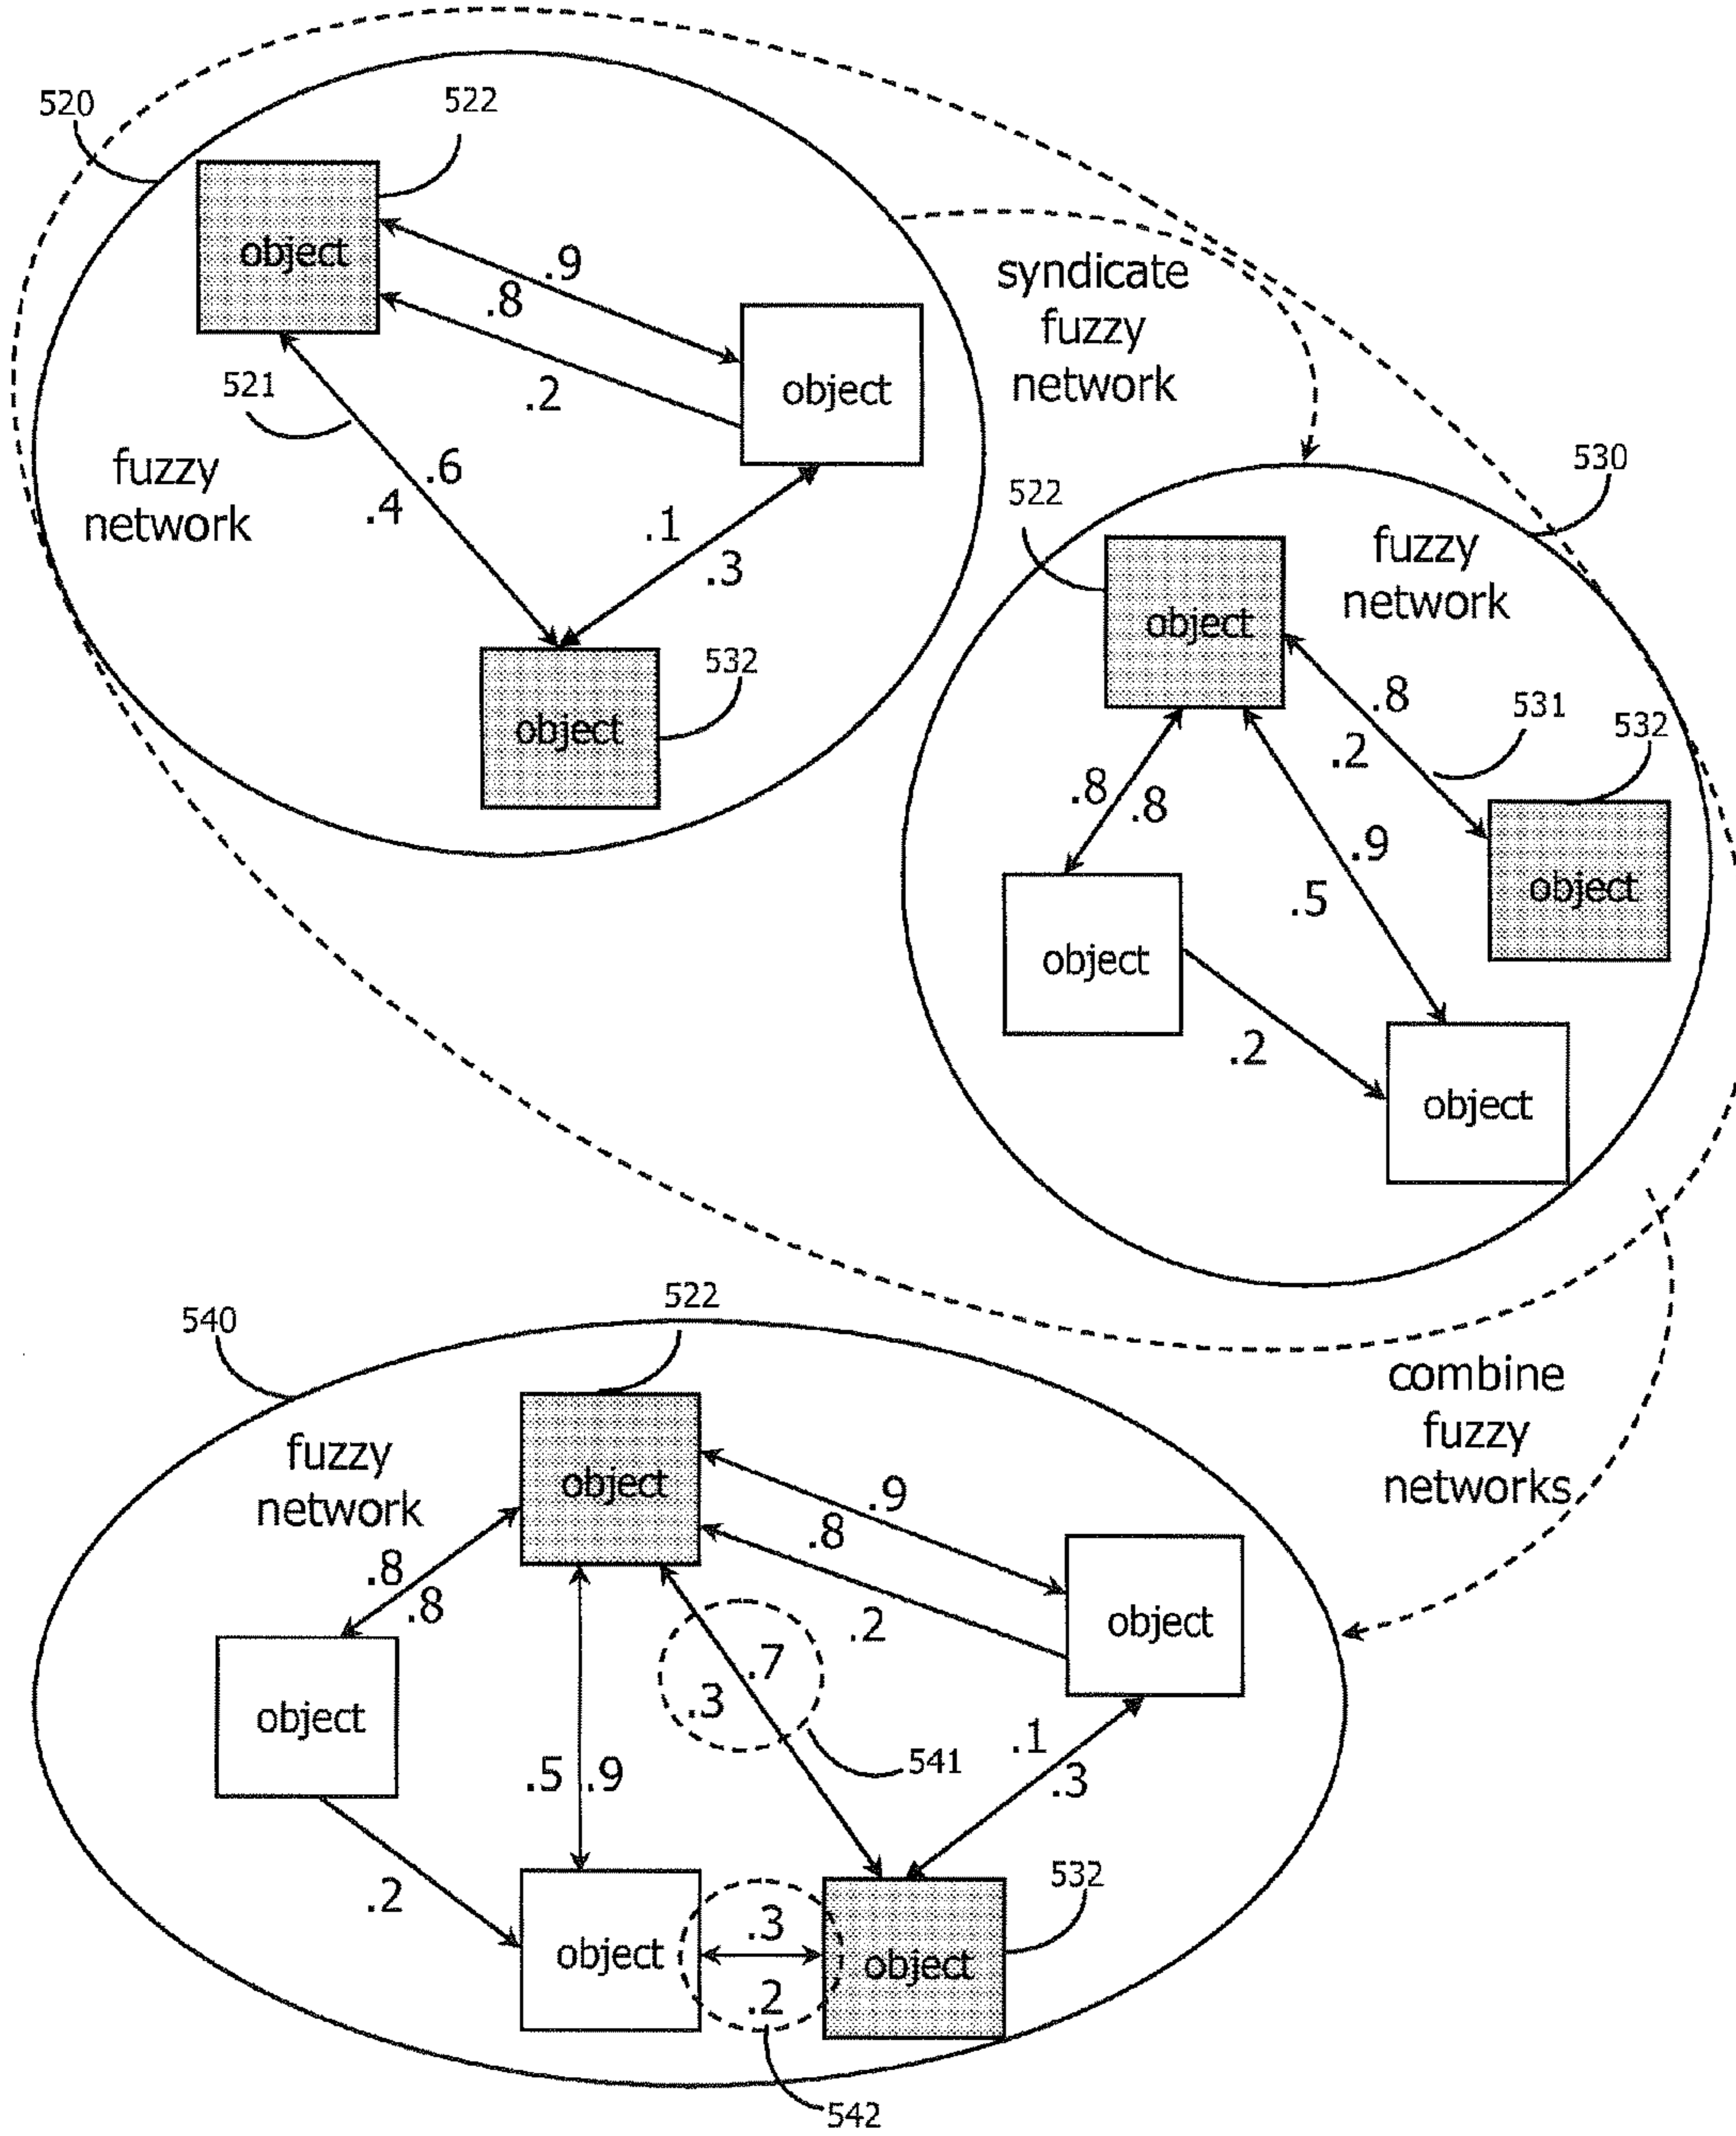 520
522
object
.9
.8
object
.2
521
fuzzy
network
.6
.4
.1
.3
532
object
syndicate
fuzzy
network
530
522
fuzzy
network
object
.8
531
532
.2
.8
.8
.9
object
.5
object
.2
object
540
522
combine
fuzzy
networks
fuzzy
network
object
.9
.8
.8
.8
.2
object
.7
.3
object
.1
.3
541
.5
.9
532
.2
object
.3
object
.2
542